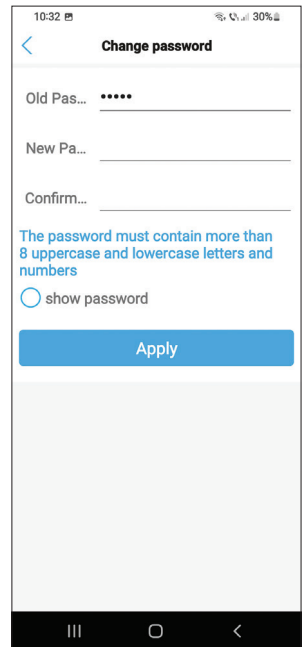 10:32
30%
Change password
Old Pas... •••••
New Pa...
Confirm...
The password must contain more than
8 uppercase and lowercase letters and
numbers
show password
Apply